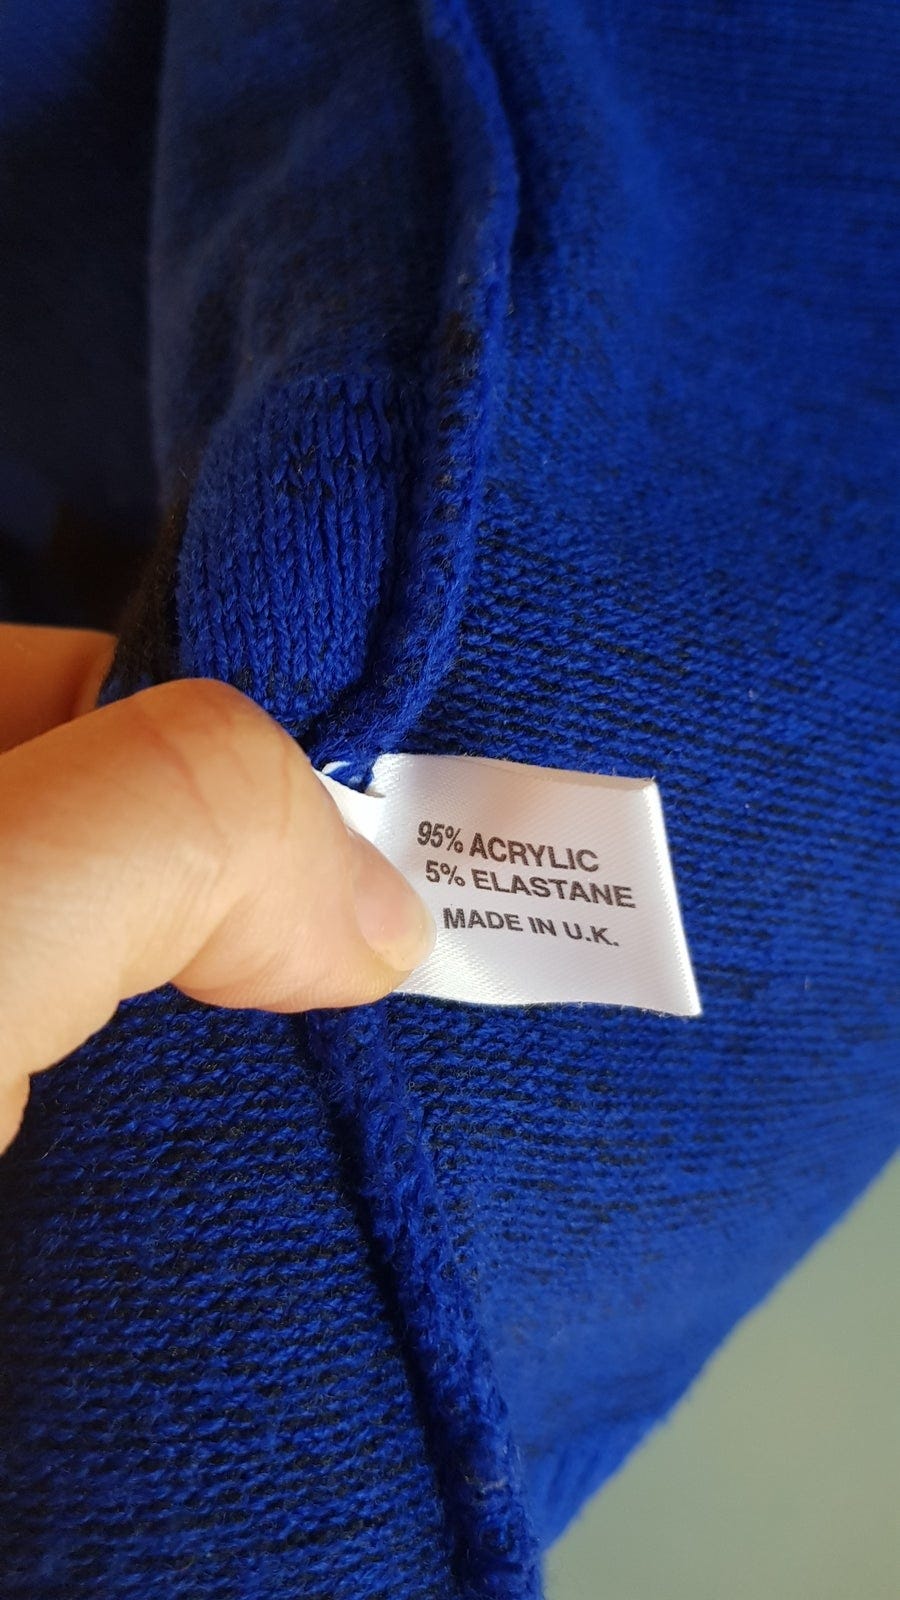 95% ACRYLIC
5% ELASTANE
MADE IN U.K.